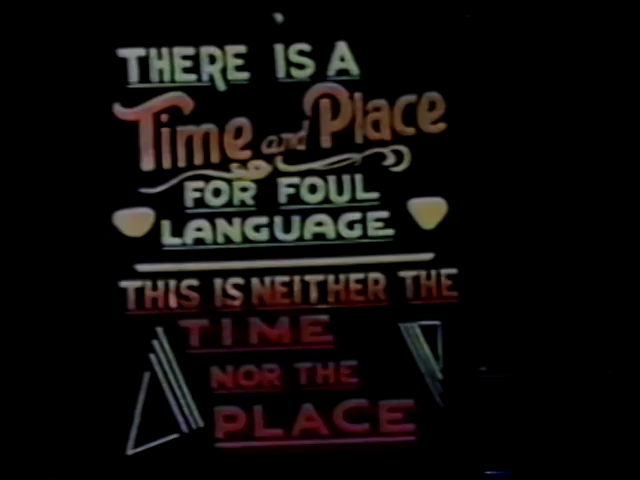 THERE IS A
Time and Place
FOR FOUL
LANGUAGE
THIS IS NEITHER THE
TIME
NOR THE
PLACE